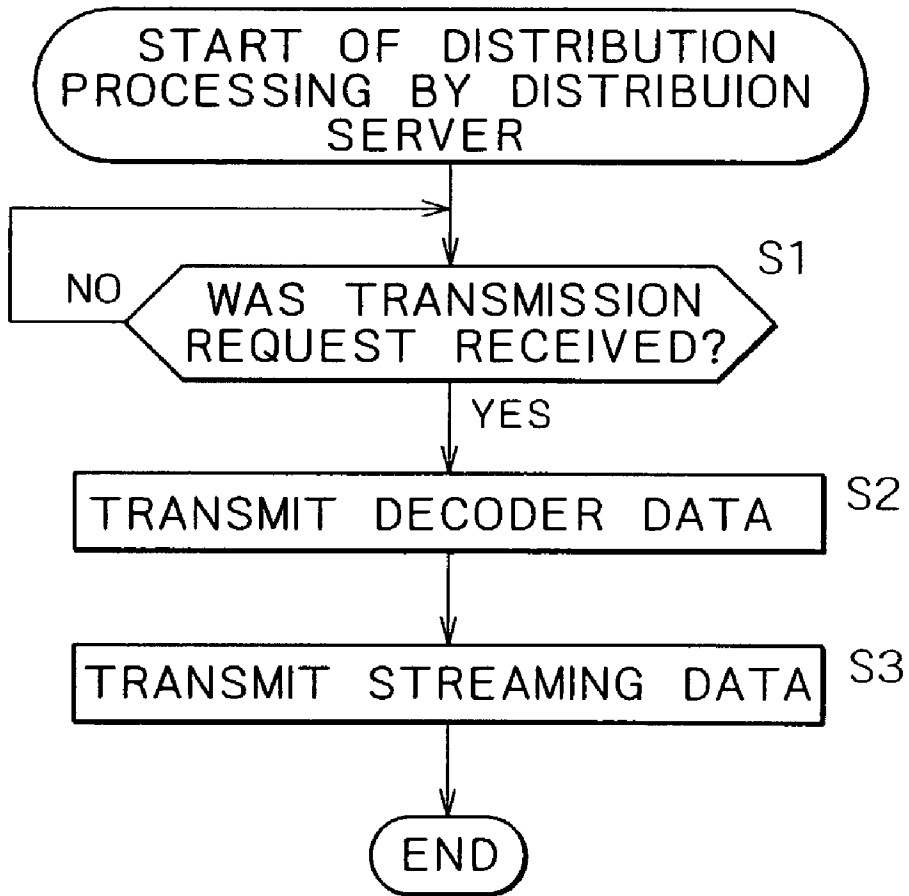 START OF DISTRIBUTION
PROCESSING BY DISTRIBUION
SERVER
S1
NO
WAS TRANSMISSION
REQUEST RECEIVED?
YES
TRANSMIT DECODER DATA
S2
TRANSMIT STREAMING DATA
S3
END